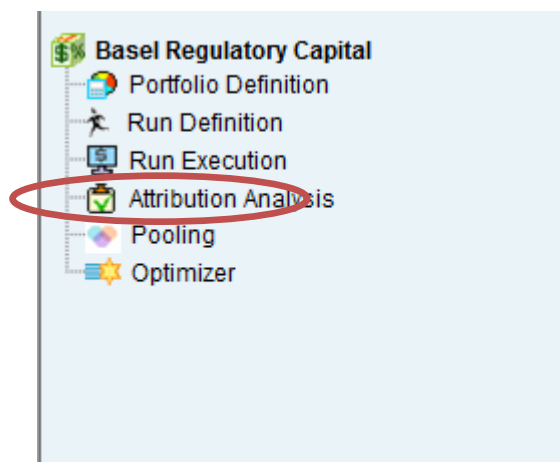 Basel Regulatory Capital
Portfolio Definition
Run Definition
Run Execution
Attribution Analysis
Pooling
Optimizer